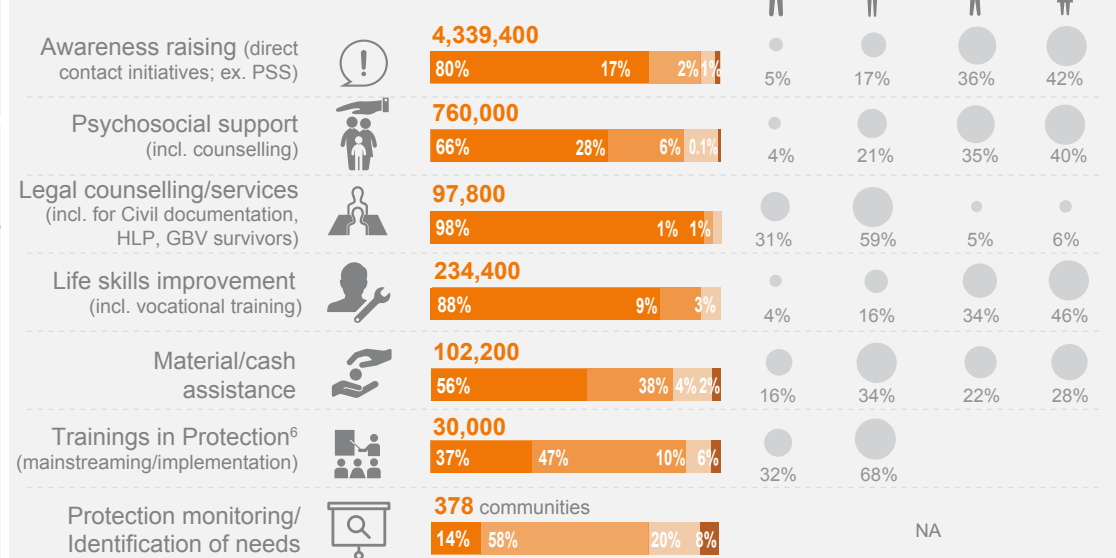 Awareness raising (direct
contact initiatives; ex. PSS)
!
4,339,400
80% 17% 2% 1%
5% 17% 36% 42%
Psychosocial support
(incl. counselling)
760,000
66% 28% 6% 0.1%
4% 21% 35% 40%
Legal counselling/services
(incl. for Civil documentation,
HLP, GBV survivors)
97,800
98% 1% 1%
31% 59% 5% 6%
Life skills improvement
(incl. vocational training)
234,400
88% 9% 3%
4% 16% 34% 46%
Material/cash
assistance
102,200
56% 38% 4% 2%
16% 34% 22% 28%
Trainings in Protection⁶
(mainstreaming/implementation)
30,000
37% 47% 10% 6%
32% 68%
Protection monitoring/
Identification of needs
378 communities
14% 58% 20% 8%
NA